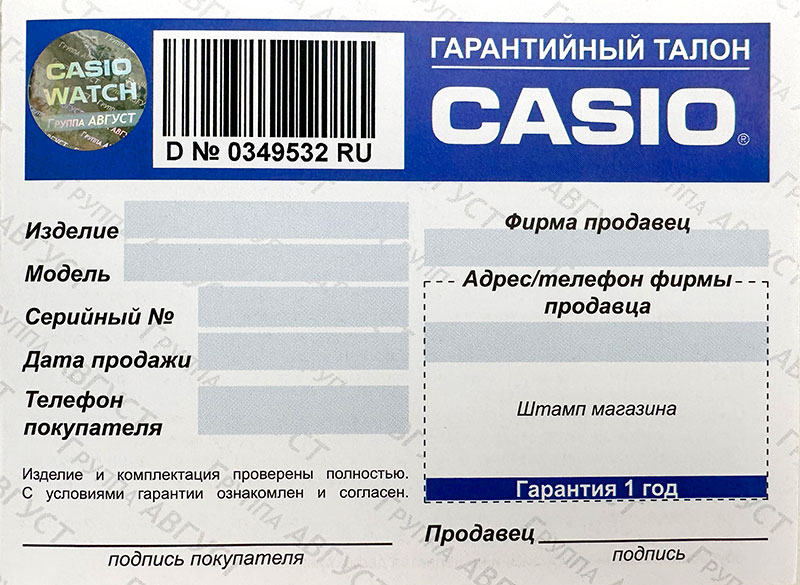 CASIO
WATCH
ГРУППА АВГУСТ
D № 0349532 RU
ГАРАНТИЙНЫЙ ТАЛОН
CASIO®
Изделие
Модель
Серийный №
Дата продажи
Телефон
покупателя
Изделие и комплектация проверены полностью.
С условиями гарантии ознакомлен и согласен.
подпись покупателя
Фирма продавец
Адрес/телефон фирмы
продавца
Штамп магазина
Гарантия 1 год
Продавец
подпись
ГРУППА АВГУСТ